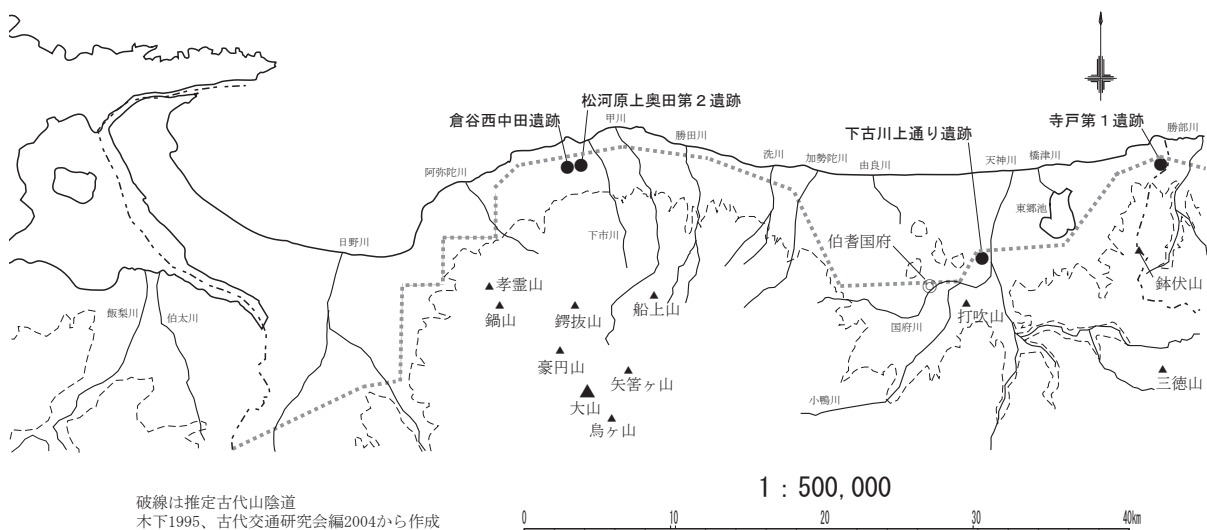 松河原上奥田第２遺跡
倉谷西中田遺跡
甲川
勝田川
下古川上通り遺跡
寺戸第１遺跡
勝部川
阿弥陀川
洗川
加勢陀川
由良川
天神川
橋津川
東郷池
日野川
下市川
伯耆国府
飯梨川
伯太川
孝霊山
鍋山
鍔抜山
船上山
国府川
打吹山
鉢伏山
豪円山
矢筈ヶ山
大山
烏ヶ山
小鴨川
三徳山
破線は推定古代山陰道
木下1995、古代交通研究会編2004から作成
1：500,000
0 10 20 30 40km